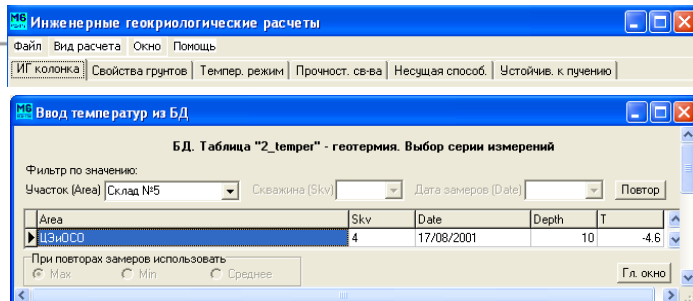 M6 Инженерные геокриологические расчеты
Файл Вид расчета Окно Помощь
ИГ колонка Свойства грунтов Темпер. режим Прочност. св-ва Несущая способ. Устойчив. к пучению
M6 Ввод температур из БД
БД. Таблица "2_temper" - геотермия. Выбор серии измерений
Фильтр по значению:
Участок (Area) Склад №5 Скважина (Skv) Дата замеров (Date) Повтор
Area Skv Date Depth T
ЦЭиОСО 4 17/08/2001 10 -4.6
При повторах замеров использовать
Max Min Среднее Гл. окно